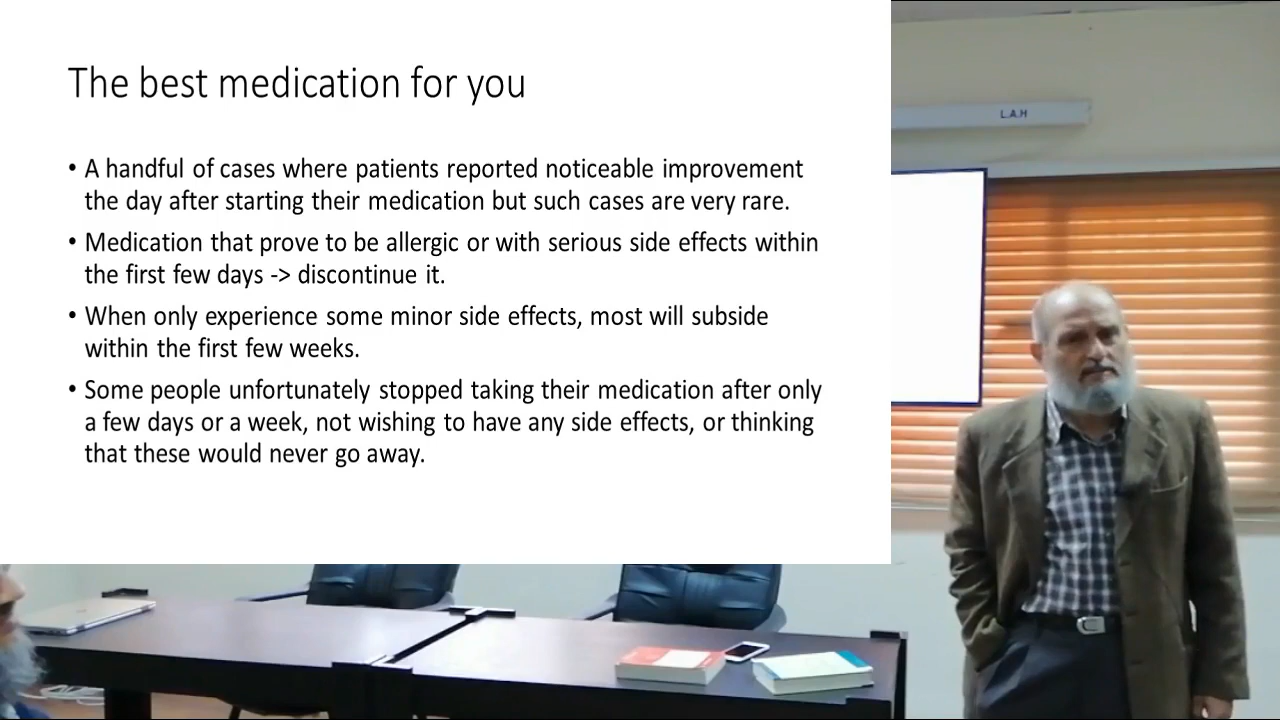 The best medication for you
• A handful of cases where patients reported noticeable improvement
the day after starting their medication but such cases are very rare.
• Medication that prove to be allergic or with serious side effects within
the first few days -> discontinue it.
• When only experience some minor side effects, most will subside
within the first few weeks.
• Some people unfortunately stopped taking their medication after only
a few days or a week, not wishing to have any side effects, or thinking
that these would never go away.
L.A.H